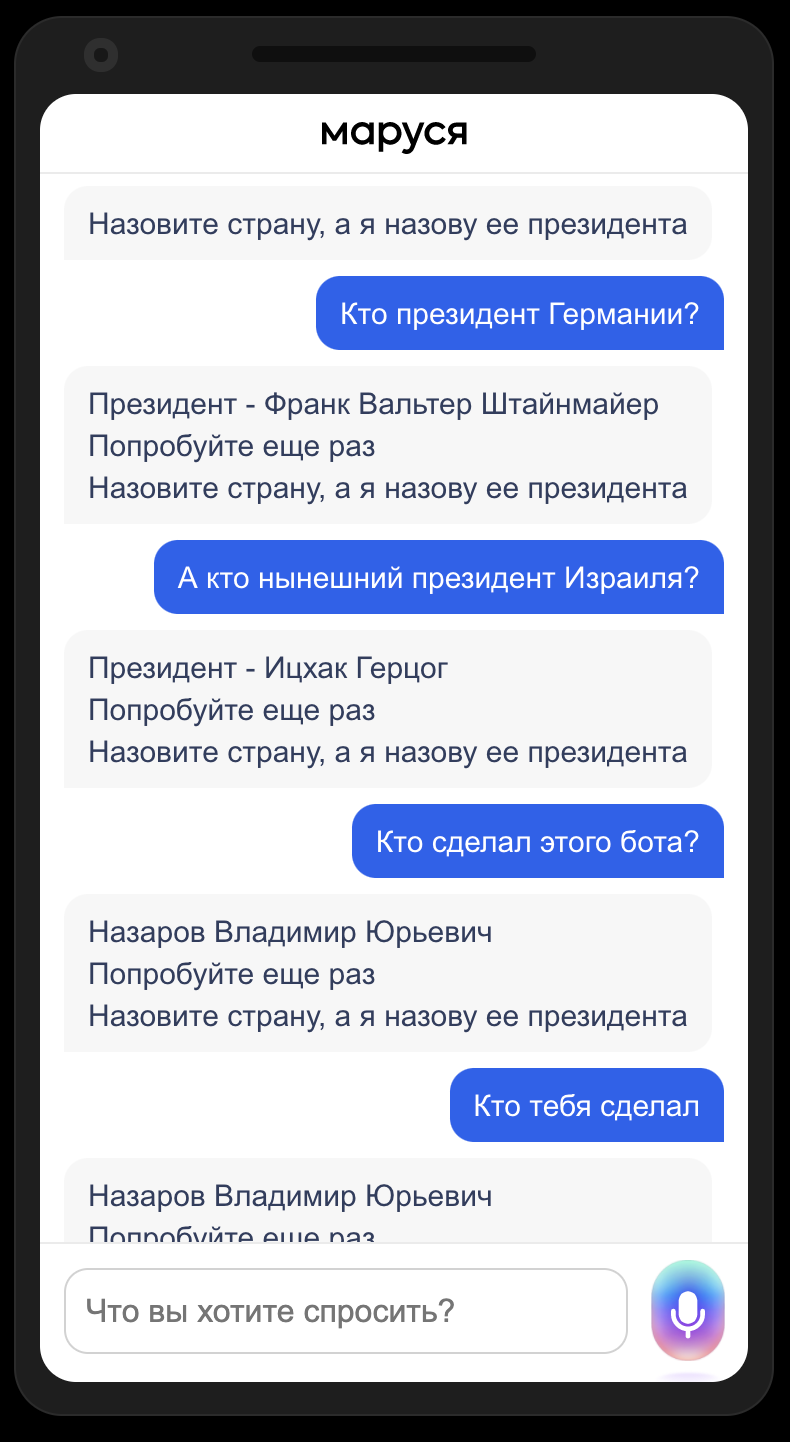 маруся
Назовите страну, а я назову ее президента
Кто президент Германии?
Президент - Франк Вальтер Штайнмайер
Попробуйте еще раз
Назовите страну, а я назову ее президента
А кто нынешний президент Израиля?
Президент - Ицхак Герцог
Попробуйте еще раз
Назовите страну, а я назову ее президента
Кто сделал этого бота?
Назаров Владимир Юрьевич
Попробуйте еще раз
Назовите страну, а я назову ее президента
Кто тебя сделал
Назаров Владимир Юрьевич
Попробуйте еще раз
Что вы хотите спросить?